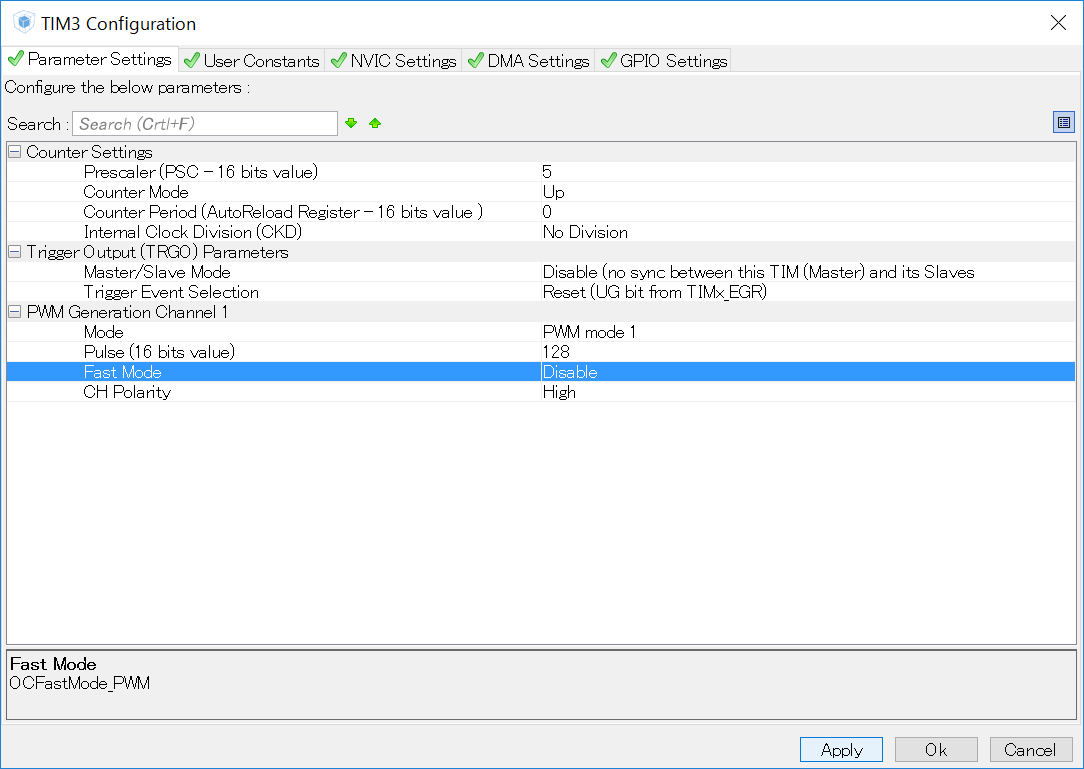 TIM3 Configuration
Parameter Settings User Constants NVIC Settings DMA Settings GPIO Settings
Configure the below parameters :
Search : Search (Crtl+F)
Counter Settings
Prescaler (PSC - 16 bits value) 5
Counter Mode Up
Counter Period (AutoReload Register - 16 bits value ) 0
Internal Clock Division (CKD) No Division
Trigger Output (TRGO) Parameters
Master/Slave Mode Disable (no sync between this TIM (Master) and its Slaves
Trigger Event Selection Reset (UG bit from TIMx_EGR)
PWM Generation Channel 1
Mode PWM mode 1
Pulse (16 bits value) 128
Fast Mode Disable
CH Polarity High
Fast Mode
OCFastMode_PWM
Apply Ok Cancel